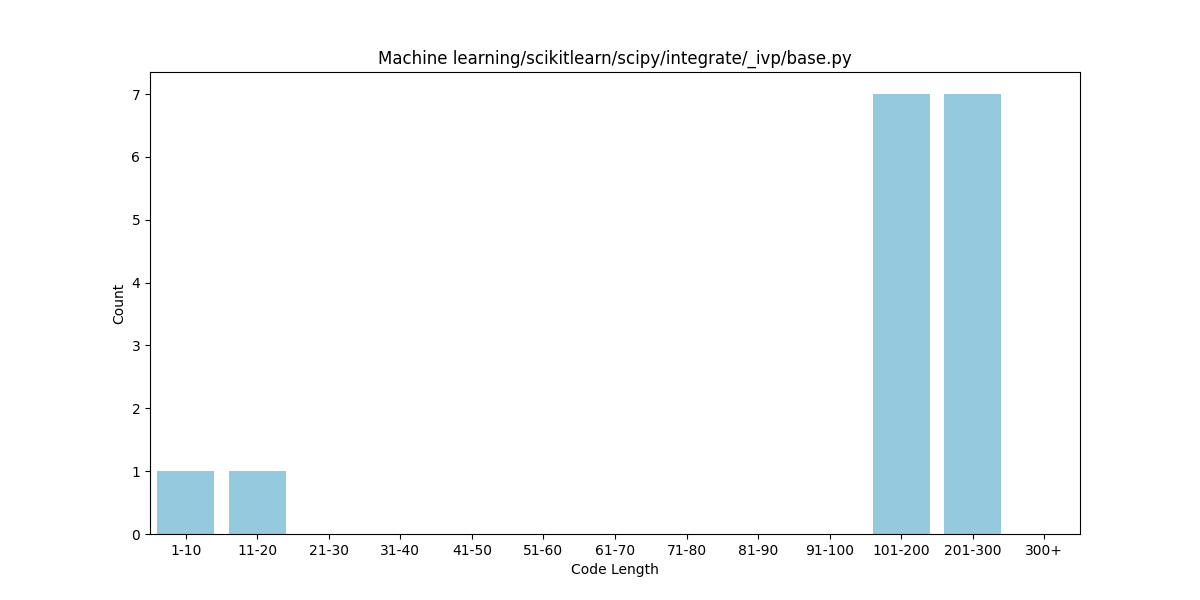 Machine learning/scikitlearn/scipy/integrate/_ivp/base.py
7
6
5
4
3
2
1
0
Count
1-10 11-20 21-30 31-40 41-50 51-60 61-70 71-80 81-90 91-100 101-200 201-300 300+
Code Length